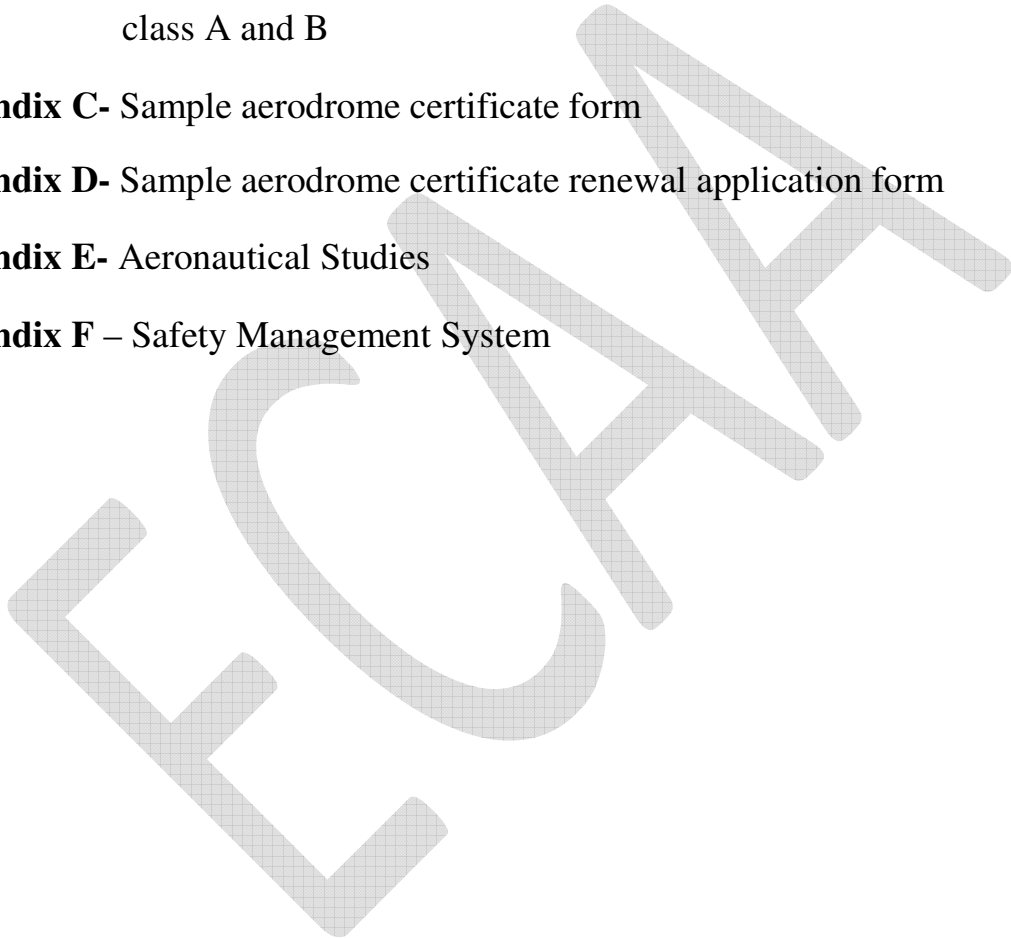 class A and B
ndix C- Sample aerodrome certificate form
ndix D- Sample aerodrome certificate renewal application form
ndix E- Aeronautical Studies
ndix F – Safety Management System
ECAA